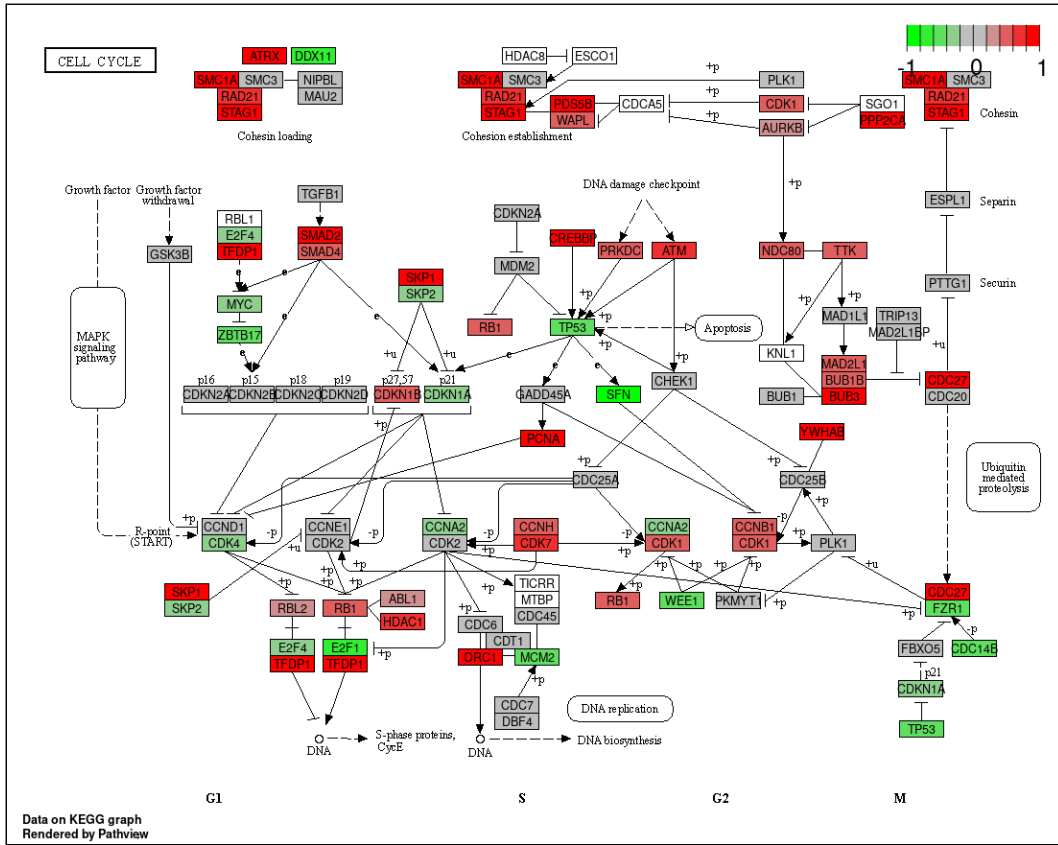 CELL CYCLE
-1 0 1
ATRX DDX11
SMC1A SMC3 NIPBL
RAD21 MAU2
STAG1
Cohesin loading
HDAC8 ESCO1
SMC1A SMC3
RAD21
STAG1
PDS5B CDCA5
WAPL
Cohesion establishment
+p
PLK1
+p
CDK1
AURKB
+p
SGO1
PPP2CA
SMC1A SMC3
RAD21
STAG1
Cohesin
Growth factor
Growth factor
withdrawal
GSK3B
RBL1
E2F4
TFDP1
e
MYC
ZBTB17
e
TGFB1
SMAD2
SMAD4
e
e
e
SKP1
SKP2
+u
+u
CDKN2A
MDM2
RB1
DNA damage checkpoint
CREBBP
PRKDC
ATM
+p
+p
+p
TP53
+p
Apoptosis
e
e
GADD45A
SFN
+p
CHEK1
PCNA
+p
NDC80 TTK
+p
+p
MAD1L1
KNL1
TRIP13
MAD2L1BP
MAD2L1
BUB1B
BUB3
BUB1
ESPL1 Separin
PTTG1 Securin
+u
CDC27
CDC20
MAPK
signaling
pathway
p16 p15 p18 p19 p27,57 p21
CDKN2A CDKN2B CDKN2C CDKN2D CDKN1B CDKN1A
+p
YWHAB
+p
+p
CDC25A
CDC25B
Ubiquitin
mediated
proteolysis
R-point
(START)
+p
CCND1
CDK4
-p
+u
CCNE1
CDK2
-p
CCNA2
CDK2
-p
CCNH
CDK7
-p
+p
CCNA2
CDK1
CCNB1
CDK1
-p
+p
PLK1
+u
+p
+p
+p
+p
+p
+p
+p
+p
+p
+p
+p
+p
SKP1
SKP2
RBL2
RB1
ABL1
HDAC1
E2F4
TFDP1
E2F1
TFDP1
+p
TICRR
MTBP
CDC45
CDC6
CDT1
ORC1 MCM2
+p
CDC7
DBF4
RB1
WEE1
PKMYT1
CDC27
FZR1
-p
FBXO5
CDC14B
p21
CDKN1A
TP53
DNA replication
DNA
S-phase proteins,
CycE
DNA
DNA biosynthesis
G1 S G2 M
Data on KEGG graph
Rendered by Pathview